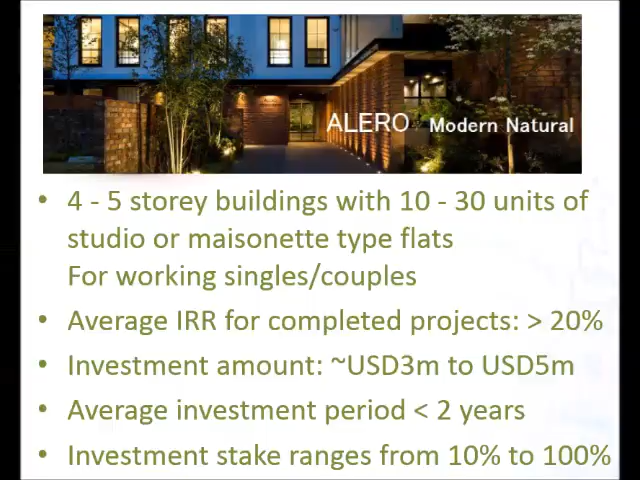 ALERO Modern Natural
• 4 - 5 storey buildings with 10 - 30 units of
studio or maisonette type flats
For working singles/couples
• Average IRR for completed projects: > 20%
• Investment amount: ~USD3m to USD5m
• Average investment period < 2 years
• Investment stake ranges from 10% to 100%